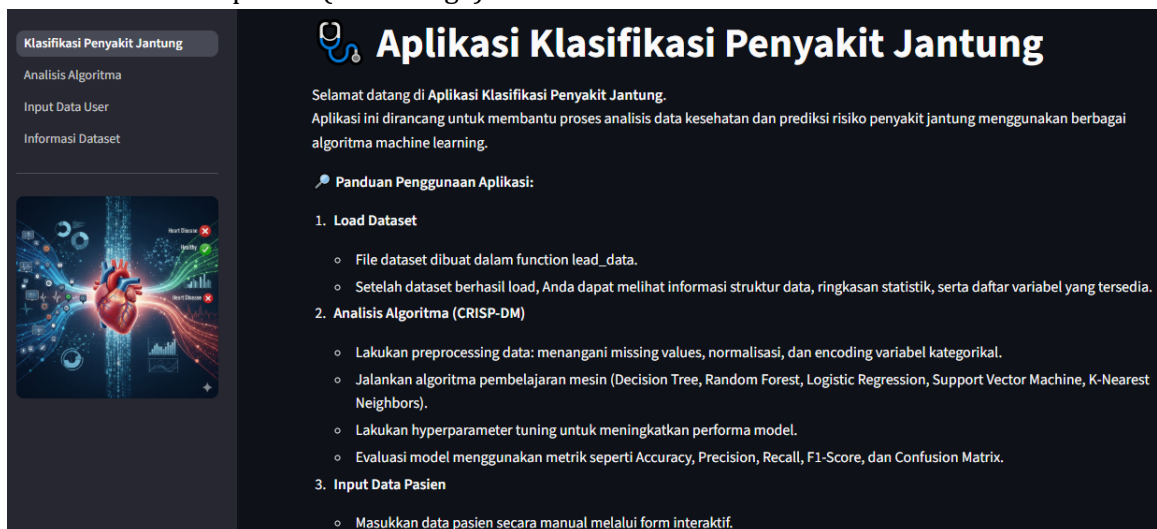 Klasifikasi Penyakit Jantung
Analisis Algoritma
Input Data User
Informasi Dataset
Heart Disease
Healthy
Heart Disease
Aplikasi Klasifikasi Penyakit Jantung
Selamat datang di Aplikasi Klasifikasi Penyakit Jantung.
Aplikasi ini dirancang untuk membantu proses analisis data kesehatan dan prediksi risiko penyakit jantung menggunakan berbagai
algoritma machine learning.
Panduan Penggunaan Aplikasi:
1. Load Dataset
File dataset dibuat dalam function lead_data.
Setelah dataset berhasil load, Anda dapat melihat informasi struktur data, ringkasan statistik, serta daftar variabel yang tersedia.
2. Analisis Algoritma (CRISP-DM)
Lakukan preprocessing data: menangani missing values, normalisasi, dan encoding variabel kategorikal.
Jalankan algoritma pembelajaran mesin (Decision Tree, Random Forest, Logistic Regression, Support Vector Machine, K-Nearest
Neighbors).
Lakukan hyperparameter tuning untuk meningkatkan performa model.
Evaluasi model menggunakan metrik seperti Accuracy, Precision, Recall, F1-Score, dan Confusion Matrix.
3. Input Data Pasien
Masukkan data pasien secara manual melalui form interaktif.